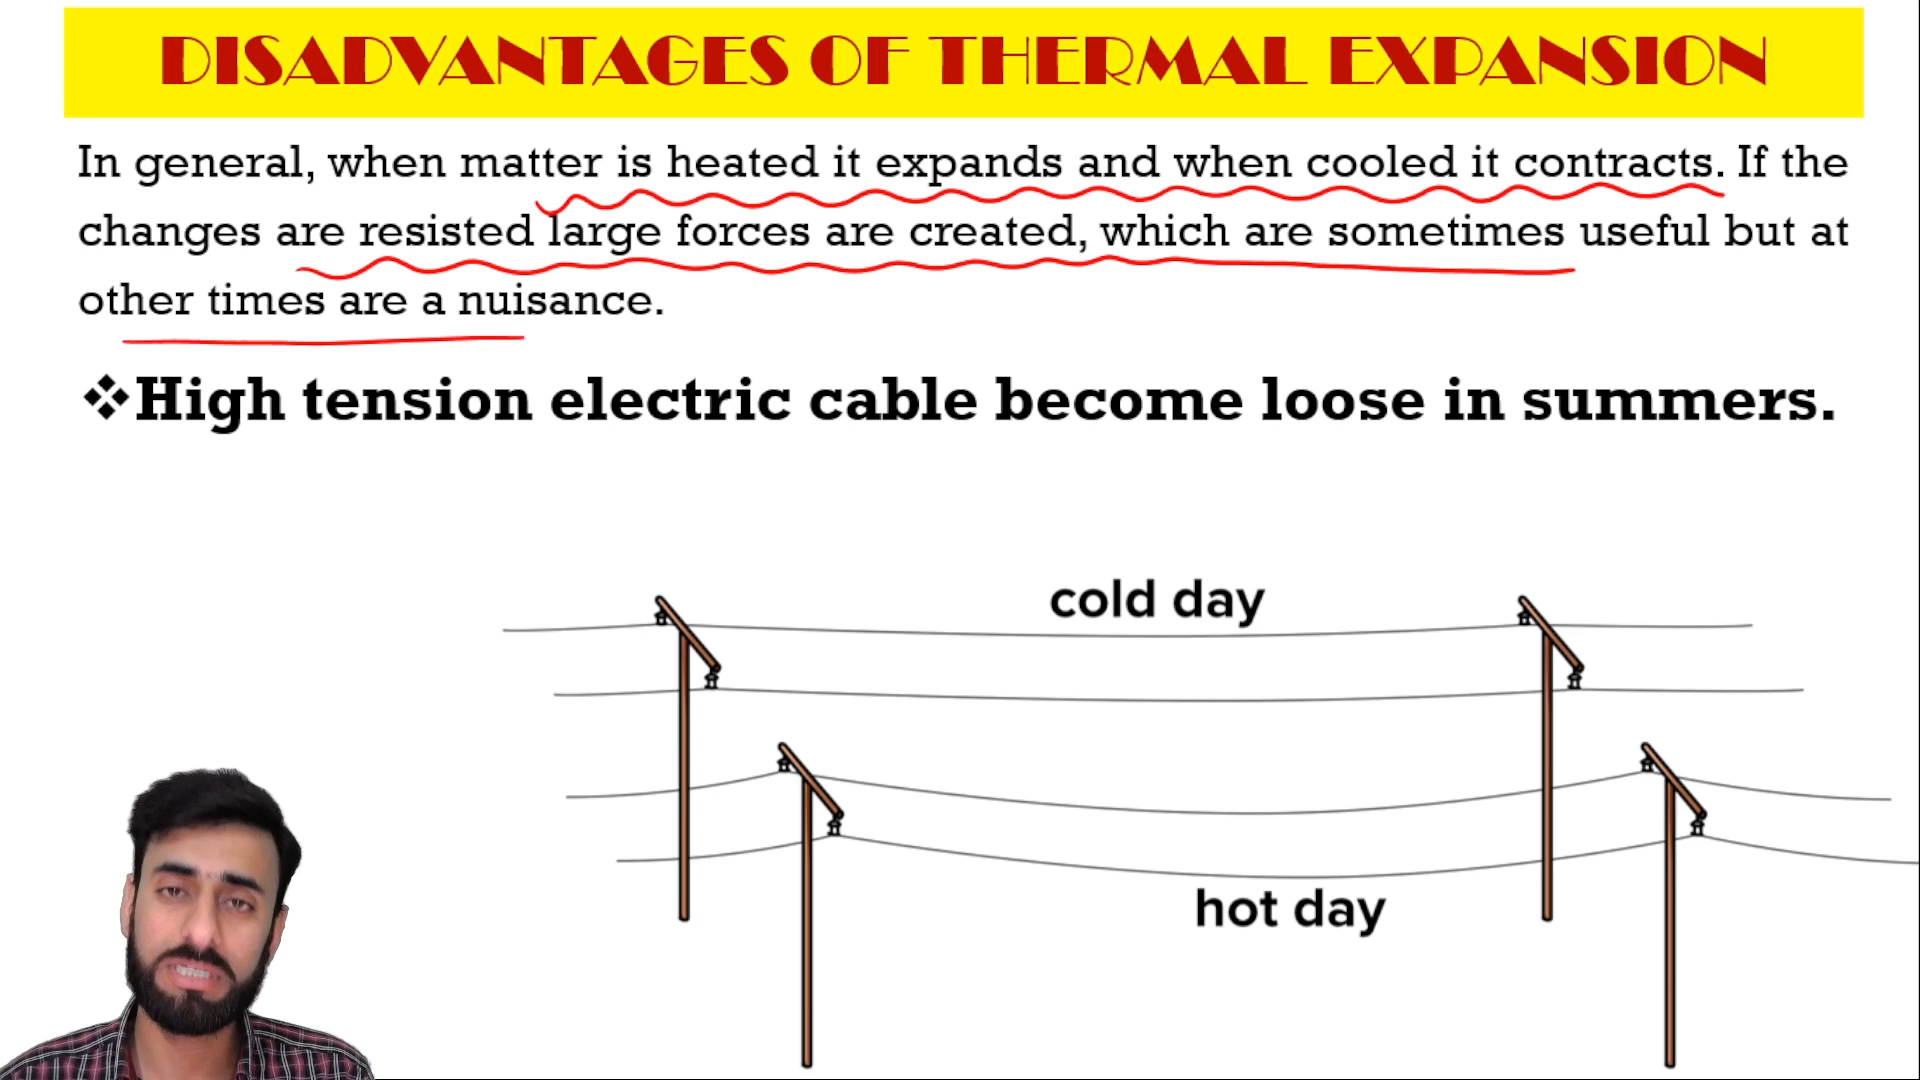 DISADVANTAGES OF THERMAL EXPANSION
In general, when matter is heated it expands and when cooled it contracts. If the
changes are resisted large forces are created, which are sometimes useful but at
other times are a nuisance.
❖High tension electric cable become loose in summers.
cold day
hot day